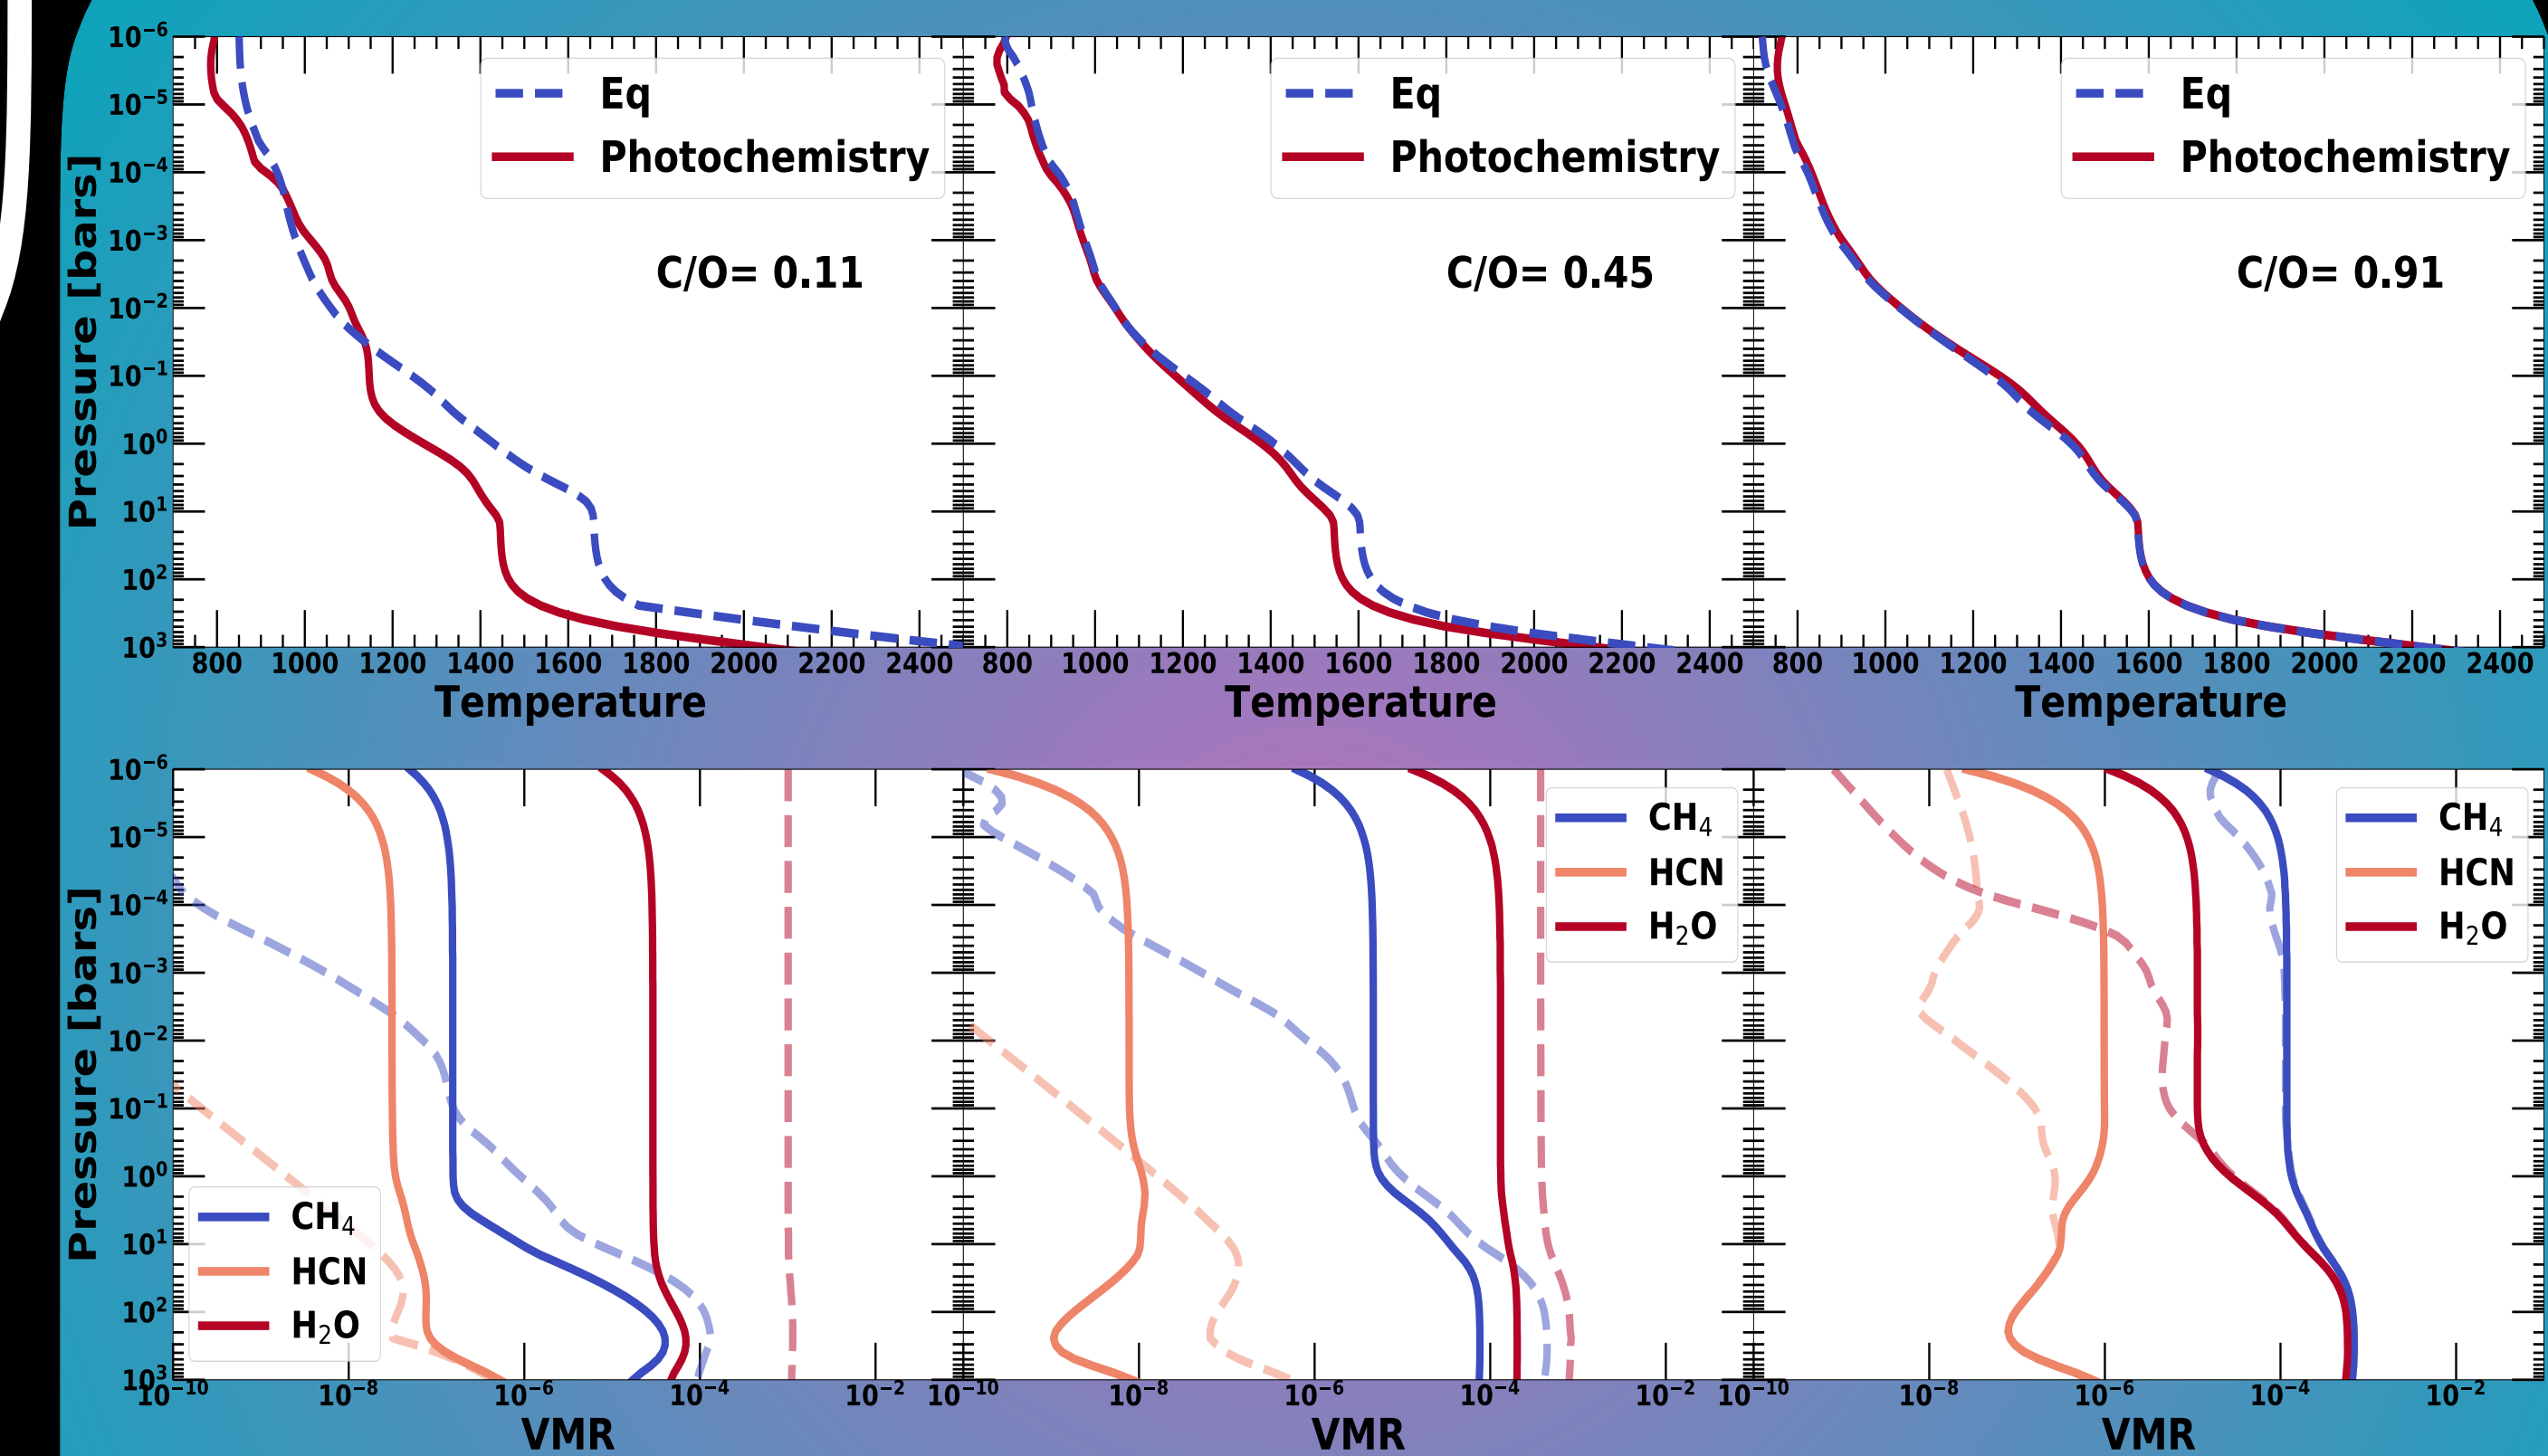 Pressure [bars]
10⁻⁶
10⁻⁵
10⁻⁴
10⁻³
10⁻²
10⁻¹
10⁰
10¹
10²
10³
Eq
Photochemistry
C/O= 0.11
800 1000 1200 1400 1600 1800 2000 2200 2400
Temperature
Eq
Photochemistry
C/O= 0.45
800 1000 1200 1400 1600 1800 2000 2200 2400
Temperature
Eq
Photochemistry
C/O= 0.91
800 1000 1200 1400 1600 1800 2000 2200 2400
Temperature
Pressure [bars]
10⁻⁶
10⁻⁵
10⁻⁴
10⁻³
10⁻²
10⁻¹
10⁰
10¹
10²
10³
CH₄
HCN
H₂O
10⁻¹⁰ 10⁻⁸ 10⁻⁶ 10⁻⁴ 10⁻²
VMR
CH₄
HCN
H₂O
10⁻¹⁰ 10⁻⁸ 10⁻⁶ 10⁻⁴ 10⁻²
VMR
CH₄
HCN
H₂O
10⁻¹⁰ 10⁻⁸ 10⁻⁶ 10⁻⁴ 10⁻²
VMR